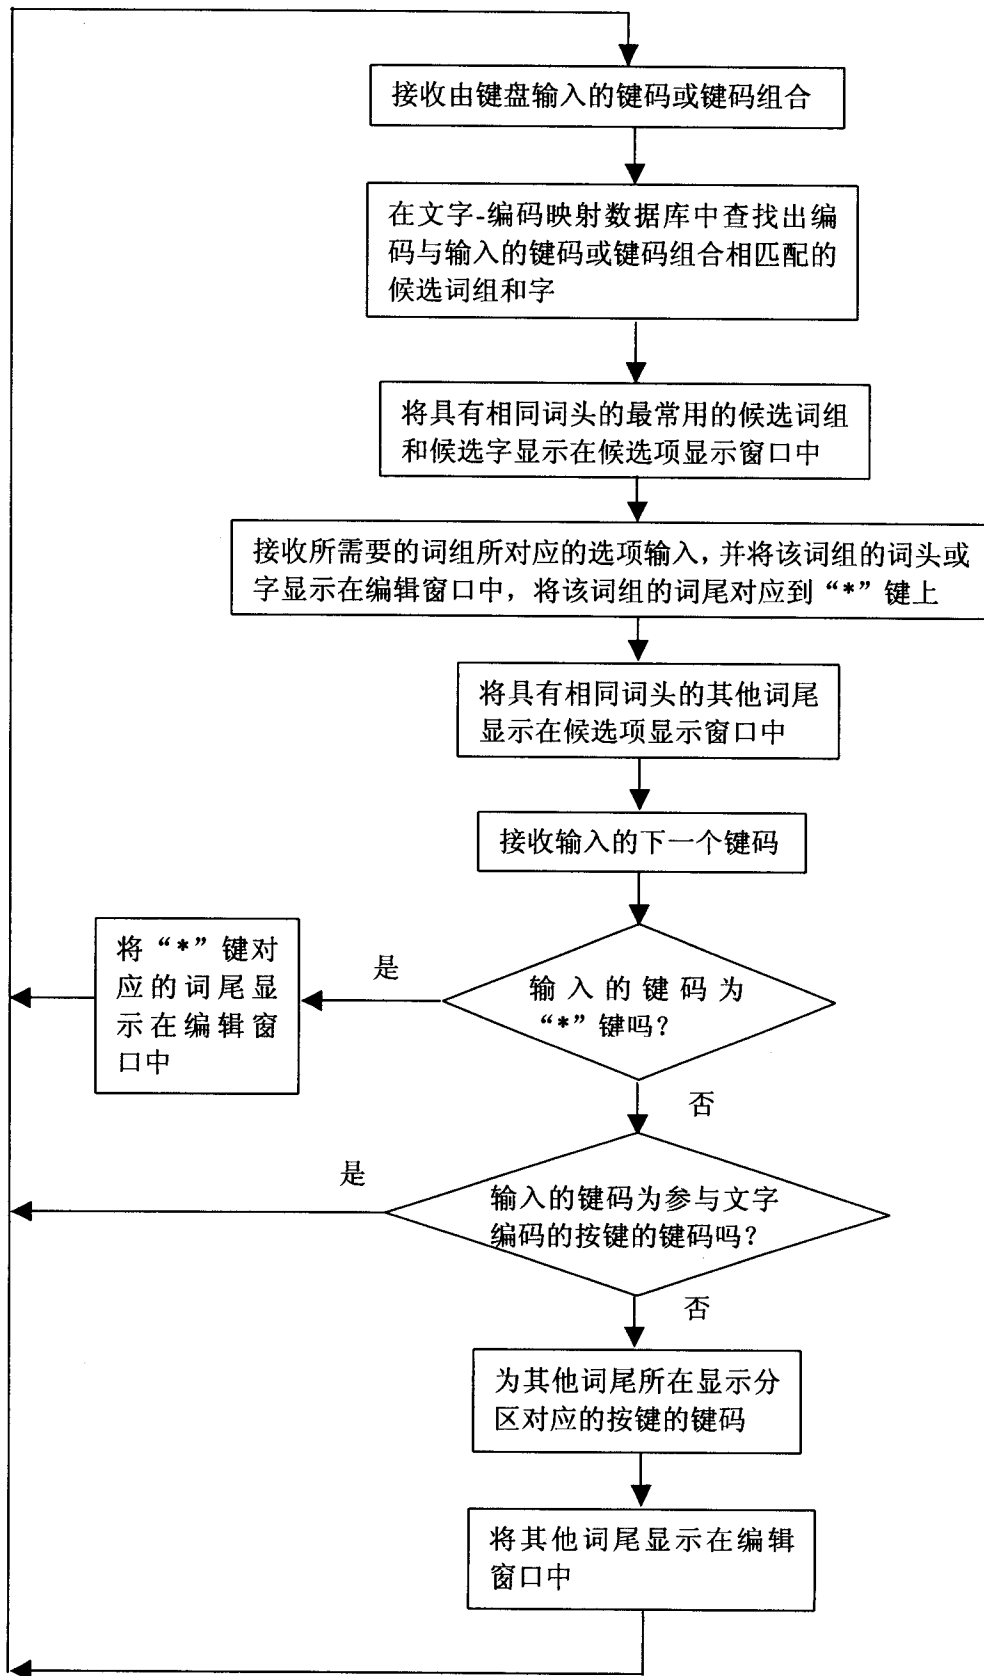 接收由键盘输入的键码或键码组合
在文字-编码映射数据库中查找出编
码与输入的键码或键码组合相匹配的
候选词组和字
将具有相同词头的最常用的候选词组
和候选字显示在候选项显示窗口中
接收所需要的词组所对应的选项输入，并将该词组的词头或
字显示在编辑窗口中，将该词组的词尾对应到“*”键上
将具有相同词头的其他词尾
显示在候选项显示窗口中
接收输入的下一个键码
输入的键码为
“*”键吗？
是
将“*”键对
应的词尾显
示在编辑窗
口中
否
输入的键码为参与文字
编码的按键的键码吗？
是
否
为其他词尾所在显示分
区对应的按键的键码
将其他词尾显示在编辑
窗口中